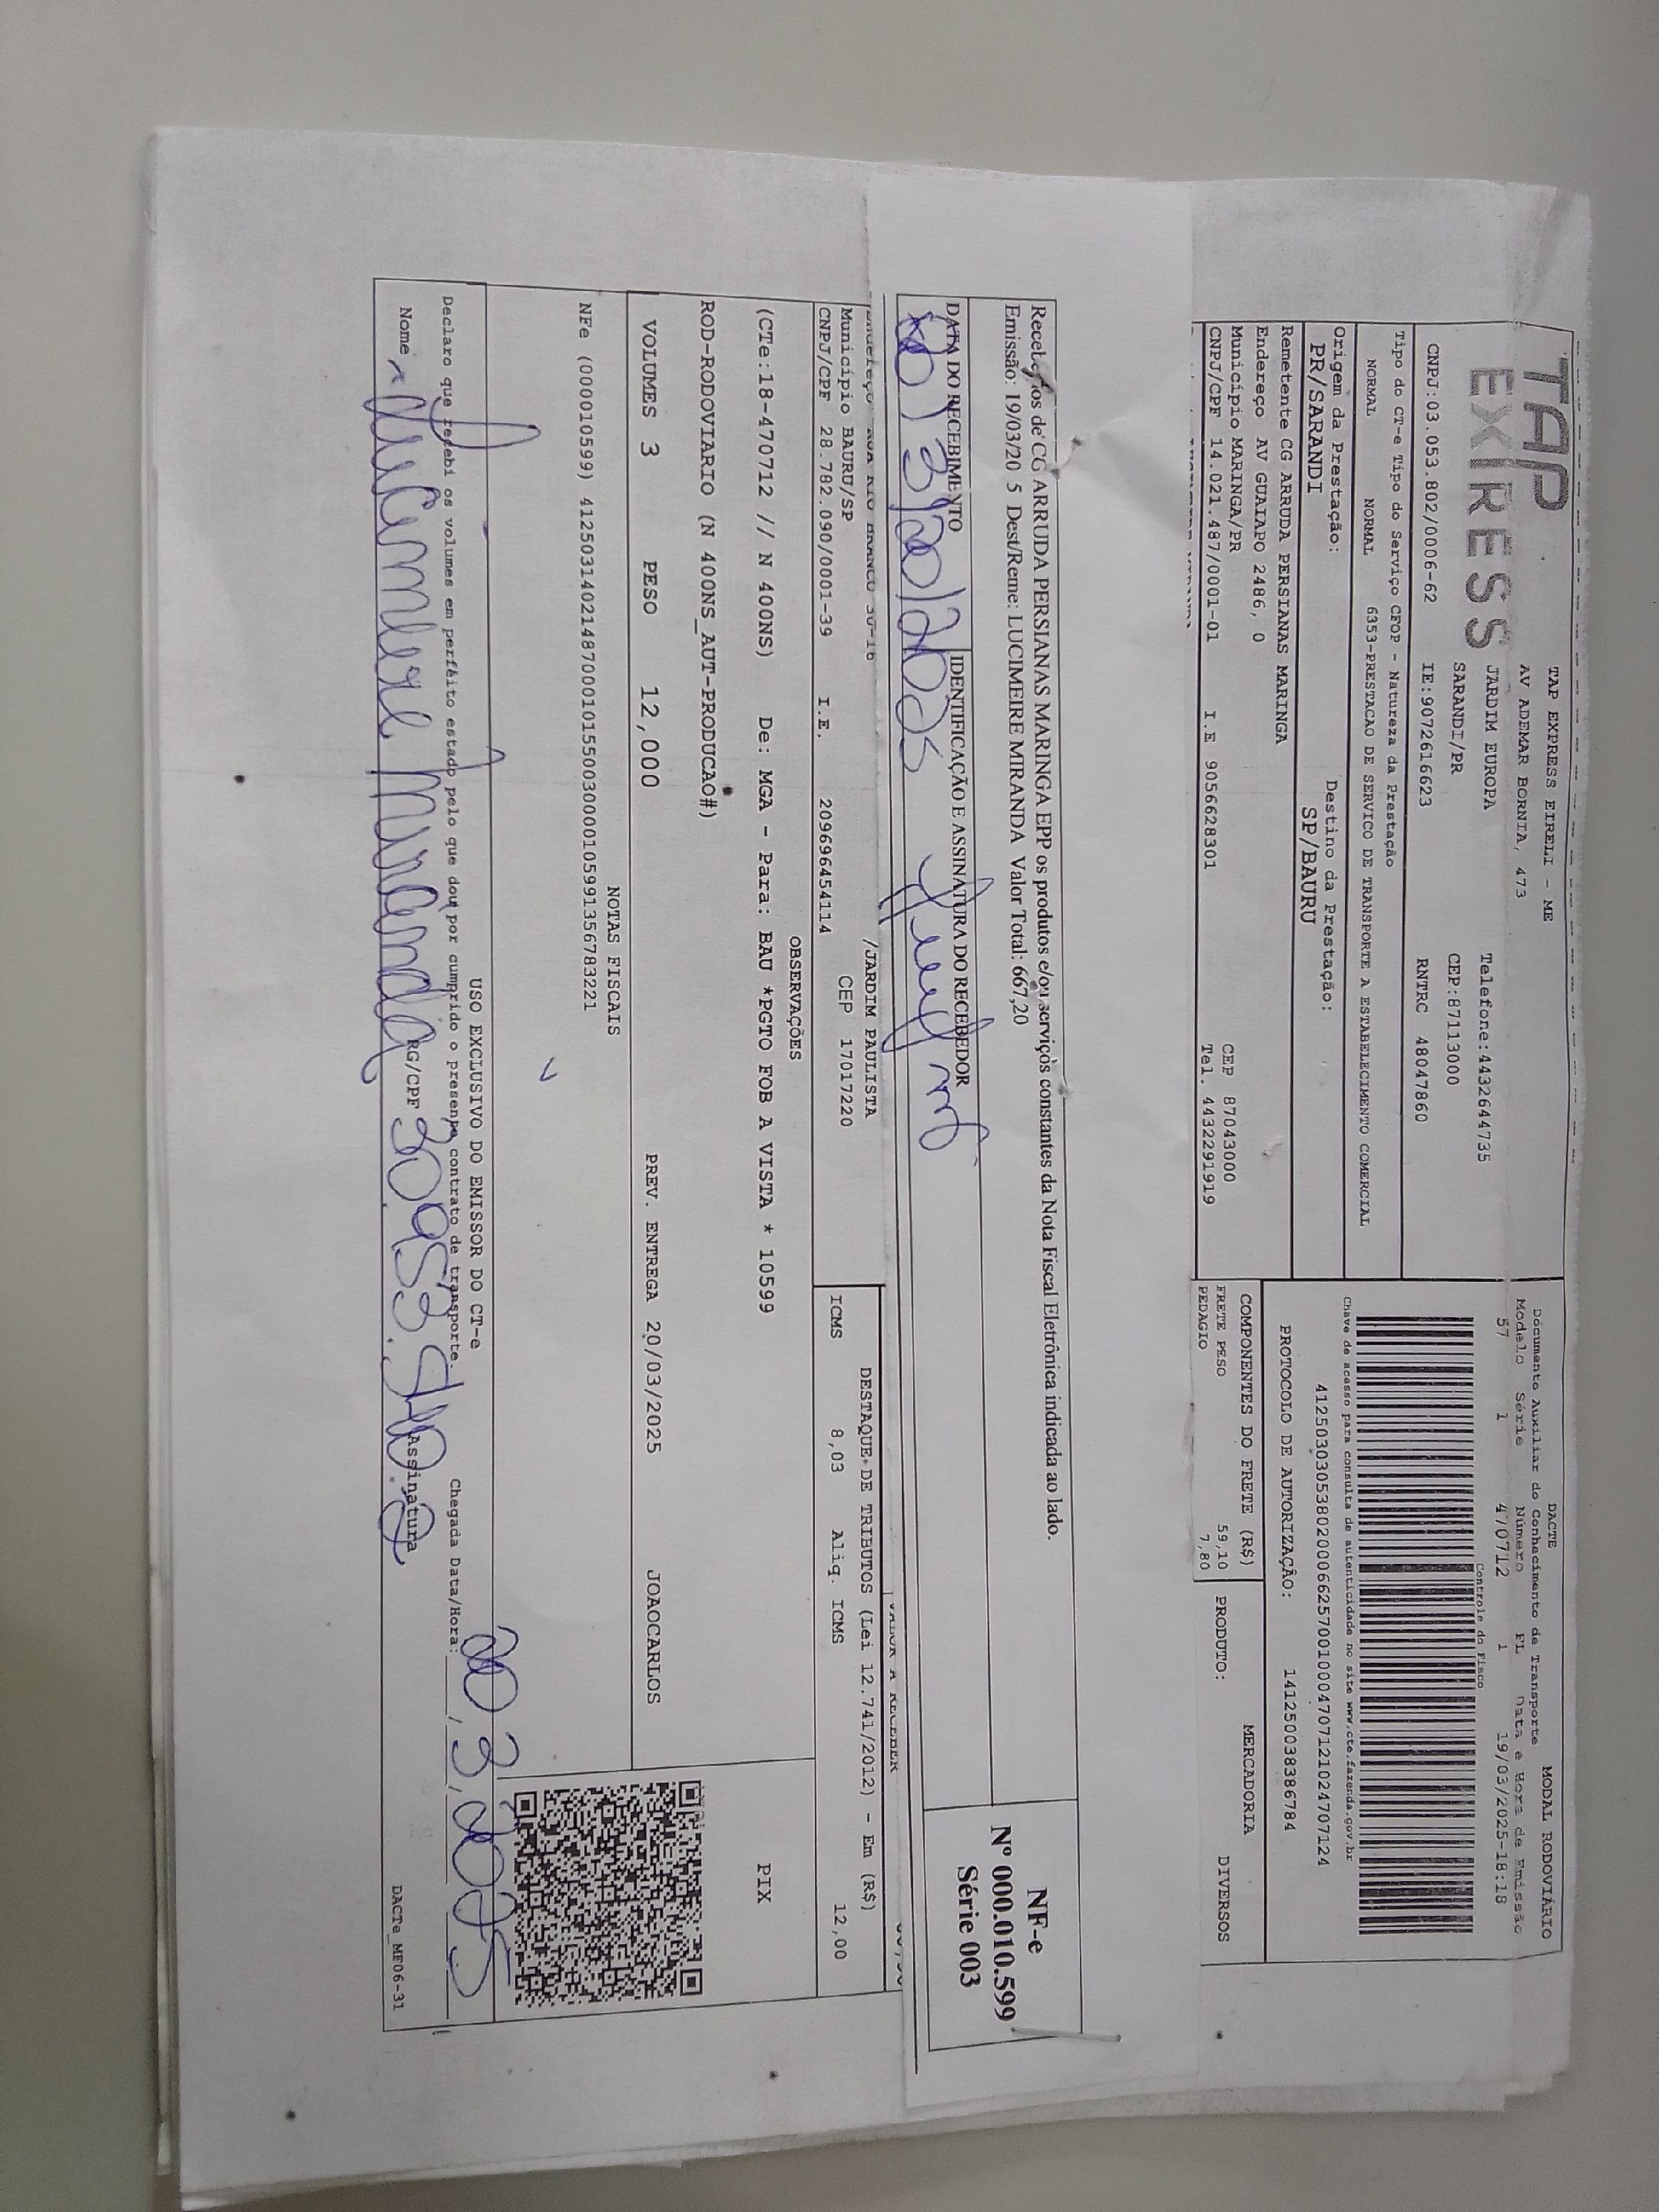 TAP
EXPRESS
TAP EXPRESS EIRELI - ME
AV ADEMAR BORNIA, 473
JARDIM EUROPA Telefone:4432644735
SARANDI/PR CEP:87113000
CNPJ:03.053.802/0006-62 IE:9072616623 RNTRC 48047860
DACTE MODAL RODOVIÁRIO
Documento Auxiliar do Conhecimento de Transporte
Modelo Série Número FL Data e Hora de Emissão
57 1 470712 1 19/03/2025-18:18
Controle do Fisco
Tipo do CT-e Tipo do Serviço CFOP - Natureza da Prestação
NORMAL NORMAL 6353-PRESTACAO DE SERVICO DE TRANSPORTE A ESTABELECIMENTO COMERCIAL
Chave de acesso para consulta de autenticidade no site www.cte.fazenda.gov.br
412503030538020006625700100047071211024707124
PROTOCOLO DE AUTORIZAÇÃO: 141250038386784
Origem da Prestação: Destino da Prestação:
PR/SARANDI SP/BAURU
Remetente CG ARRUDA PERSIANAS MARINGA
Endereço AV GUAIAPO 2486, 0
Município MARINGA/PR CEP 87043000
CNPJ/CPF 14.021.487/0001-01 I.E 9056628301 Tel. 443229​1919
COMPONENTES DO FRETE (R$) MERCADORIA
FRETE PESO 59,10 PRODUTO: DIVERSOS
PEDAGIO 7,80
Recebemos de CG ARRUDA PERSIANAS MARINGA EPP os produtos e/ou serviços constantes da Nota Fiscal Eletrônica indicada ao lado.
Emissão: 19/03/20 5 Dest/Reme: LUCIMEIRE MIRANDA Valor Total: 667,20
DATA DO RECEBIMENTO IDENTIFICAÇÃO E ASSINATURA DO RECEBEDOR
20/3/2025
NF-e
Nº 000.010.599
Série 003
VALOR A RECEBER
Endereço RUA RIO BRANCO 30-16 /JARDIM PAULISTA
Município BAURU/SP CEP 17017220
CNPJ/CPF 28.782.090/0001-39 I.E. 209696454114
DESTAQUE DE TRIBUTOS (Lei 12.741/2012) - Em (R$)
ICMS 8,03 Aliq. ICMS 12,00
OBSERVAÇÕES
(CTe:18-470712 // N 400NS) De: MGA - Para: BAU *PGTO FOB A VISTA * 10599
PIX
ROD-RODOVIARIO (N 400NS_AUT-PRODUCAO#)
VOLUMES 3 PESO 12,000 PREV. ENTREGA 20/03/2025 JOAOCARLOS
NOTAS FISCAIS
NFe (000010599) 41250314021487000101550030000105991356783221
USO EXCLUSIVO DO EMISSOR DO CT-e
Declaro que recebi os volumes em perfeito estado pelo que dou por cumprido o presente contrato de transporte. Chegada Data/Hora: 20,3,2025
Nome Lucimeire Miranda RG/CPF Assinatura
DACTe_MF06-31